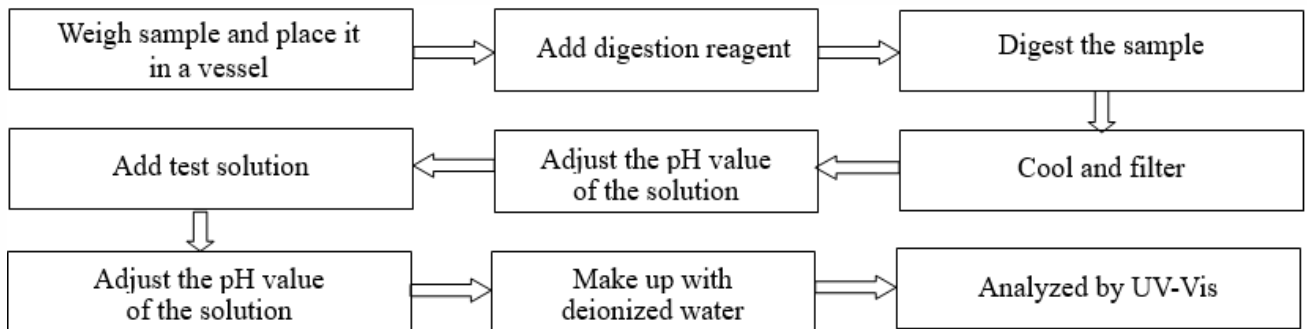 Weigh sample and place it
in a vessel
Add digestion reagent
Digest the sample
Cool and filter
Adjust the pH value
of the solution
Add test solution
Adjust the pH value
of the solution
Make up with
deionized water
Analyzed by UV-Vis